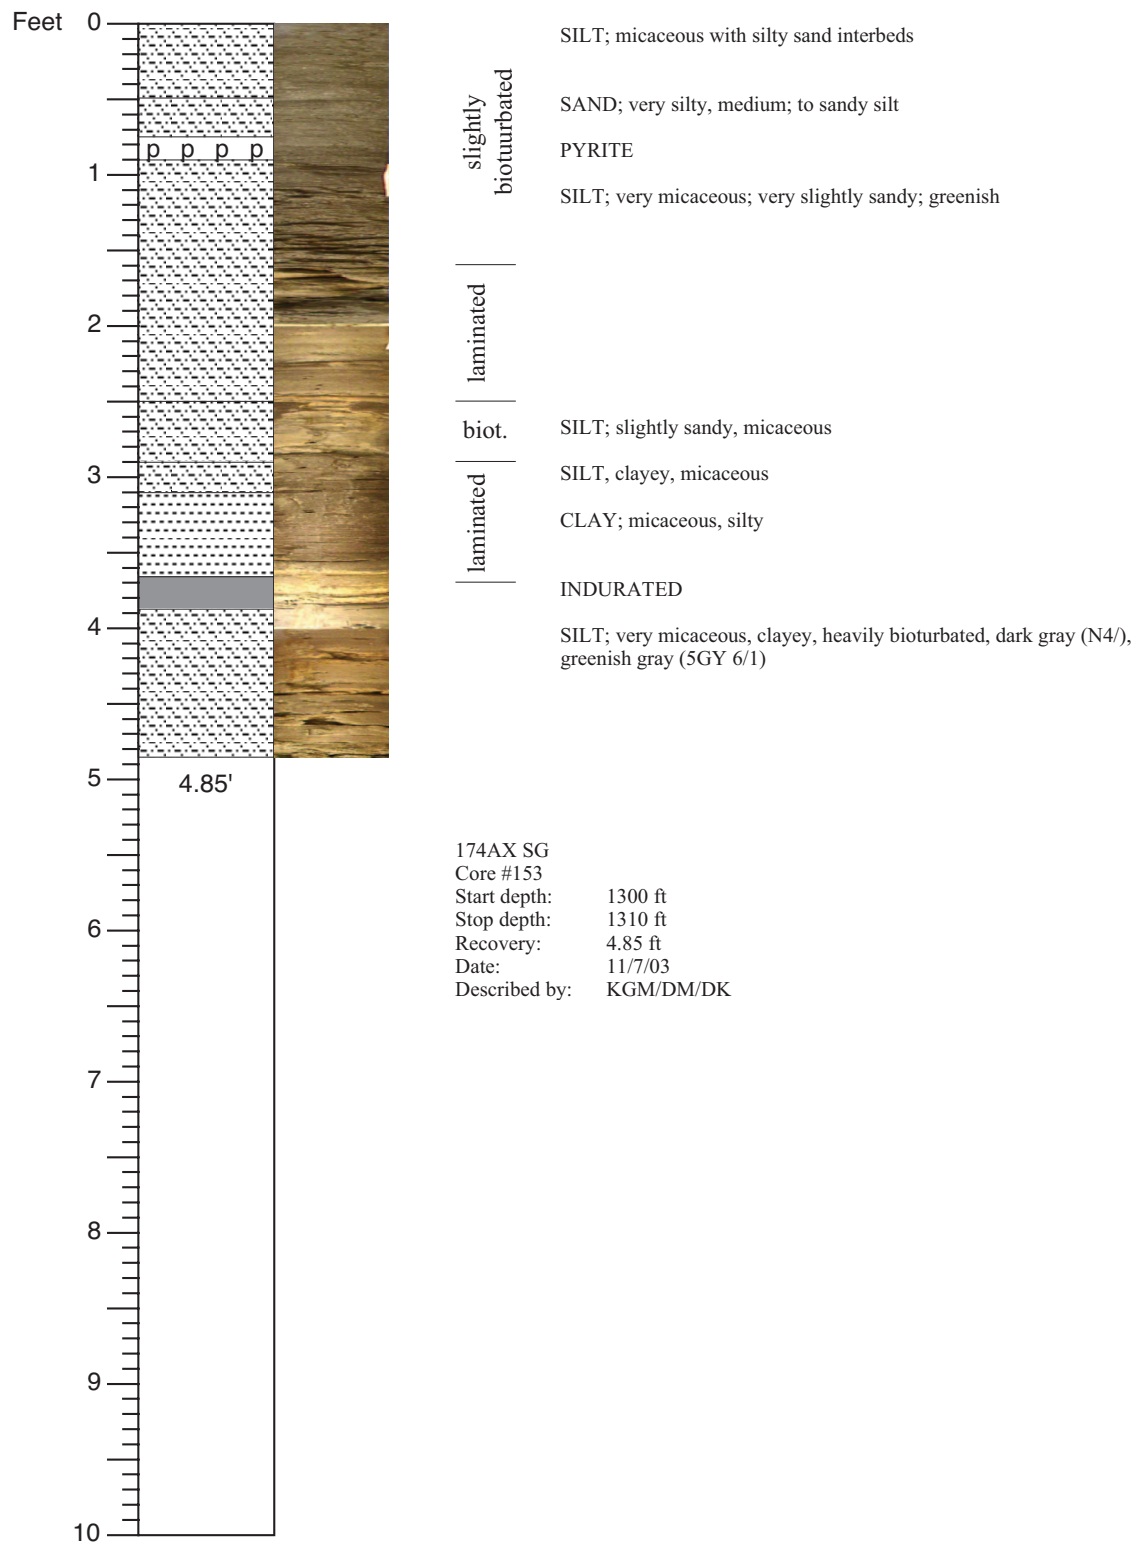 Feet
0
SILT; micaceous with silty sand interbeds
slightly
biotuurbated
SAND; very silty, medium; to sandy silt
p p p p
PYRITE
1
SILT; very micaceous; very slightly sandy; greenish
2
laminated
biot.
SILT; slightly sandy, micaceous
3
SILT, clayey, micaceous
laminated
CLAY; micaceous, silty
INDURATED
4
SILT; very micaceous, clayey, heavily bioturbated, dark gray (N4/),
greenish gray (5GY 6/1)
5
4.85'
174AX SG
Core #153
Start depth: 1300 ft
Stop depth: 1310 ft
6
Recovery: 4.85 ft
Date: 11/7/03
Described by: KGM/DM/DK
7
8
9
10